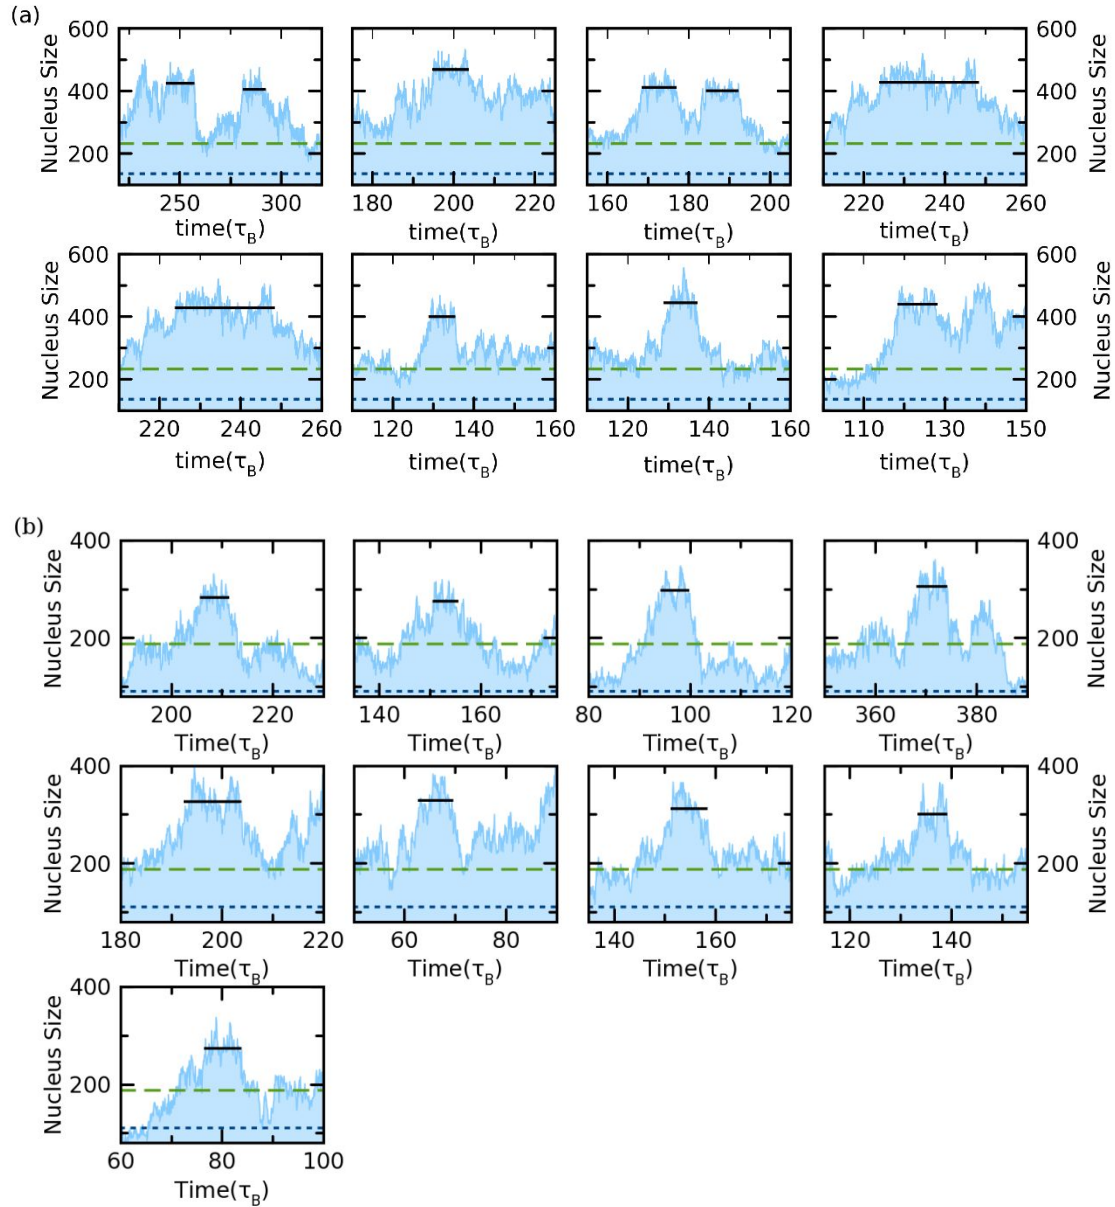 (a)
600 600
Nucleus Size Nucleus Size
400 400
200 200
250 300 180 200 220 160 180 200 220 240 260
time(τB) time(τB) time(τB) time(τB)
600 600
Nucleus Size Nucleus Size
400 400
200 200
220 240 260 120 140 160 120 140 160 110 130 150
time(τB) time(τB) time(τB) time(τB)
(b)
400 400
Nucleus Size Nucleus Size
200 200
200 220 140 160 80 100 120 360 380
Time(τB) Time(τB) Time(τB) Time(τB)
400 400
Nucleus Size Nucleus Size
200 200
180 200 220 60 80 140 160 120 140
Time(τB) Time(τB) Time(τB) Time(τB)
400
Nucleus Size
200
60 80 100
Time(τB)